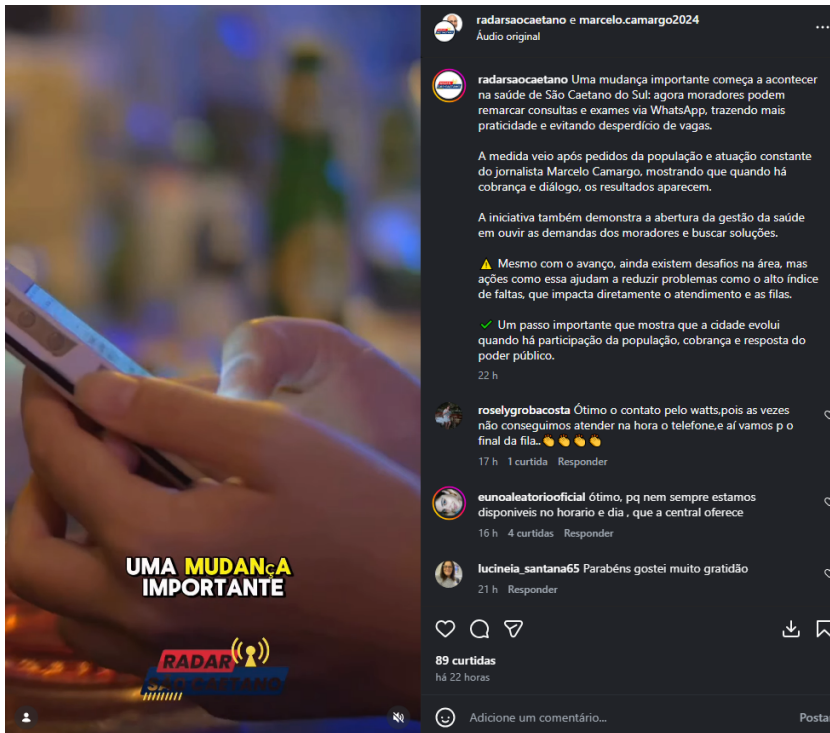 radarsaocaetano e marcelo.camargo2024
Áudio original
radarsaocaetano Uma mudança importante começa a acontecer
na saúde de São Caetano do Sul: agora moradores podem
remarcar consultas e exames via WhatsApp, trazendo mais
praticidade e evitando desperdício de vagas.
A medida veio após pedidos da população e atuação constante
do jornalista Marcelo Camargo, mostrando que quando há
cobrança e diálogo, os resultados aparecem.
A iniciativa também demonstra a abertura da gestão da saúde
em ouvir as demandas dos moradores e buscar soluções.
⚠️ Mesmo com o avanço, ainda existem desafios na área, mas
ações como essa ajudam a reduzir problemas como o alto índice
de faltas, que impacta diretamente o atendimento e as filas.
✅ Um passo importante que mostra que a cidade evolui
quando há participação da população, cobrança e resposta do
poder público.
22 h
roselygrobacosta Ótimo o contato pelo watts,pois as vezes
não conseguimos atender na hora o telefone,e aí vamos p o
final da fila..👏👏👏👏
17 h 1 curtida Responder
eunoaleatoriooficial ótimo, pq nem sempre estamos
disponiveis no horario e dia , que a central oferece
16 h 4 curtidas Responder
lucineia_santana65 Parabéns gostei muito gratidão
21 h Responder
89 curtidas
há 22 horas
Adicione um comentário...
Posta
UMA MUDANçA
IMPORTANTE
RADAR
SÃO CAETANO